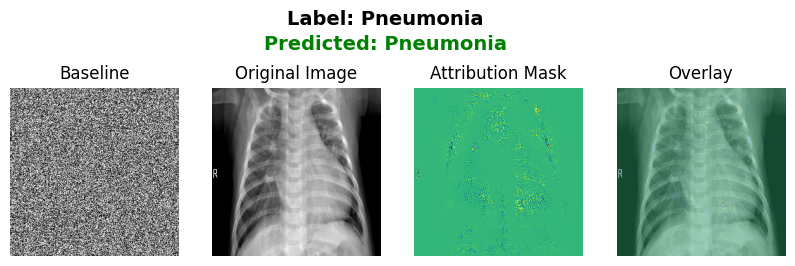 Label: Pneumonia
Predicted: Pneumonia
Baseline
Original Image
Attribution Mask
Overlay
R
R